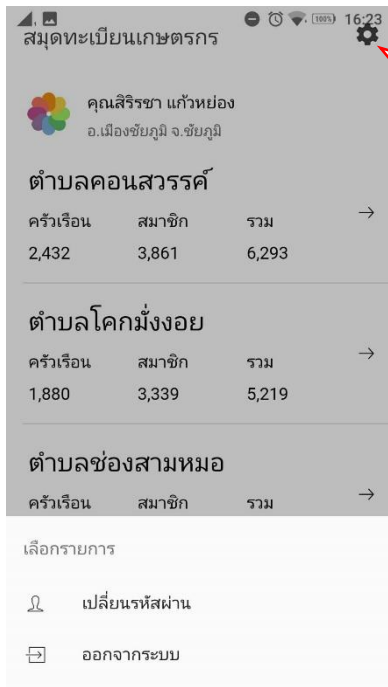 100% 16:23
สมุดทะเบียนเกษตรกร
คุณสิริรชา แก้วหย่อง
อ.เมืองชัยภูมิ จ.ชัยภูมิ
ตำบลคอนสวรรค์
ครัวเรือน สมาชิก รวม
2,432 3,861 6,293
ตำบลโคกมั่งงอย
ครัวเรือน สมาชิก รวม
1,880 3,339 5,219
ตำบลช่องสามหมอ
ครัวเรือน สมาชิก รวม
เลือกรายการ
เปลี่ยนรหัสผ่าน
ออกจากระบบ